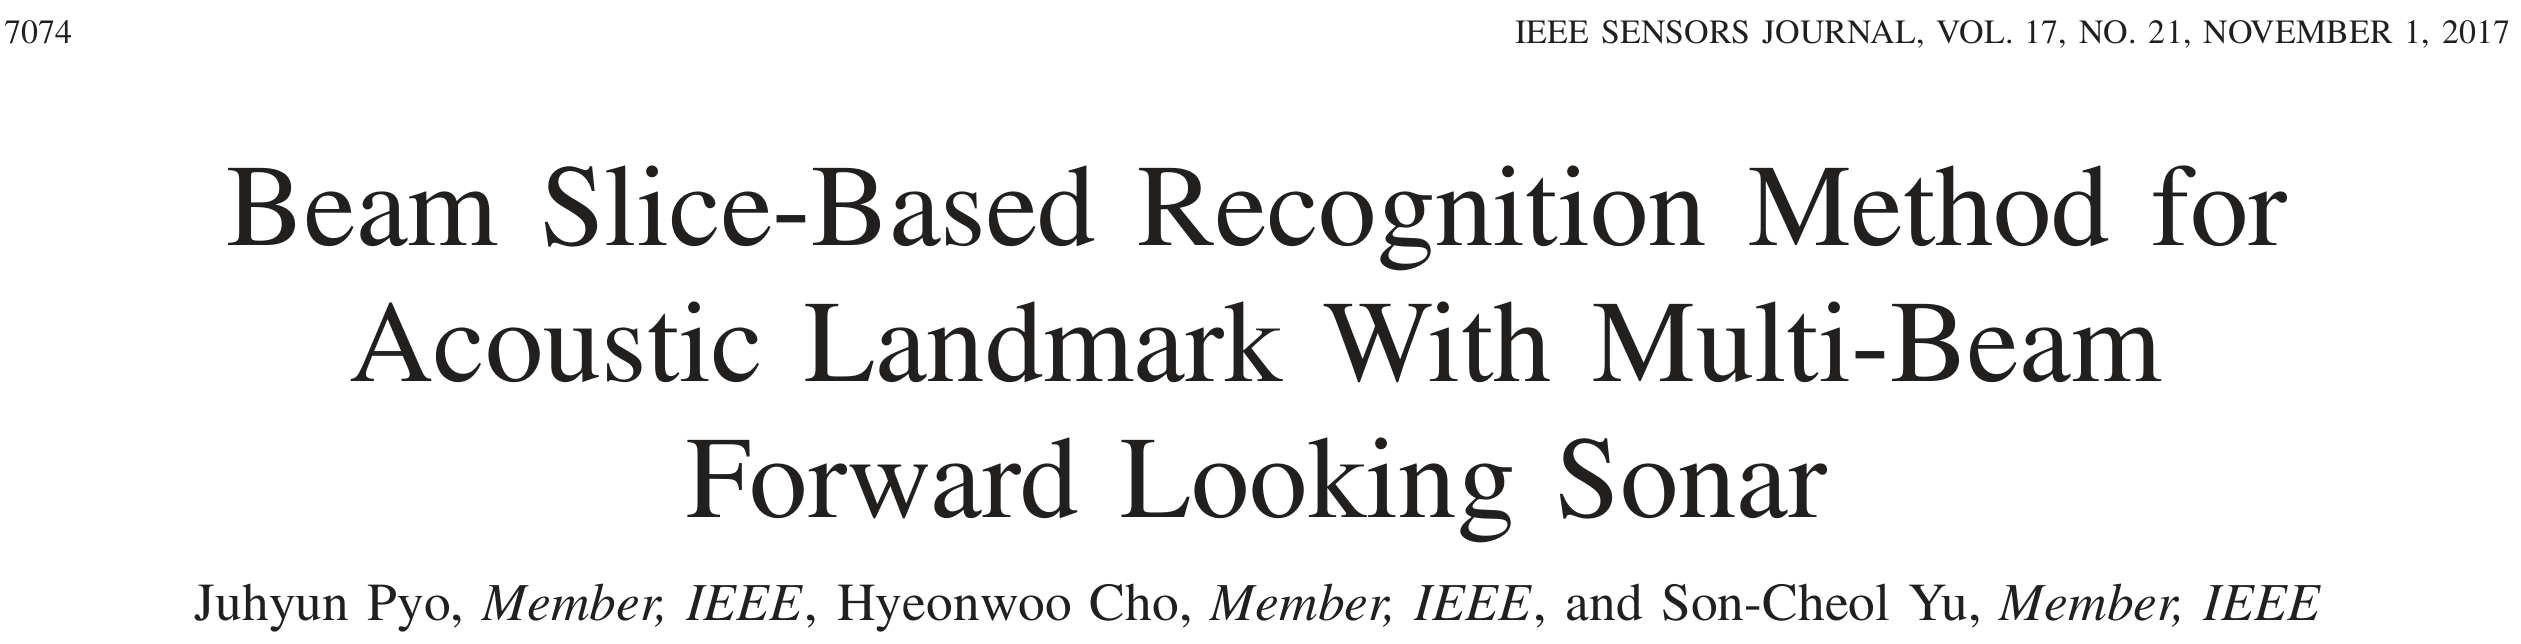 7074 IEEE SENSORS JOURNAL, VOL. 17, NO. 21, NOVEMBER 1, 2017
Beam Slice-Based Recognition Method for
Acoustic Landmark With Multi-Beam
Forward Looking Sonar
Juhyun Pyo, Member, IEEE, Hyeonwoo Cho, Member, IEEE, and Son-Cheol Yu, Member, IEEE